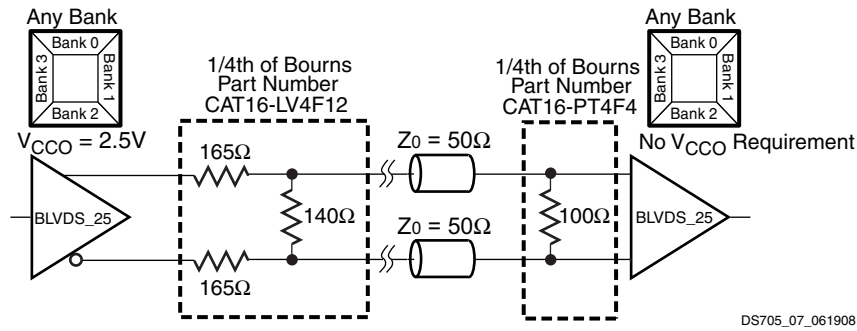 Any Bank
Bank 0
Bank 3
Bank 1
Bank 2
VCCO = 2.5V
1/4th of Bourns
Part Number
CAT16-LV4F12
165Ω
140Ω
165Ω
BLVDS_25
Z0 = 50Ω
Z0 = 50Ω
1/4th of Bourns
Part Number
CAT16-PT4F4
100Ω
Any Bank
Bank 0
Bank 3
Bank 1
Bank 2
No VCCO Requirement
BLVDS_25
DS705_07_061908